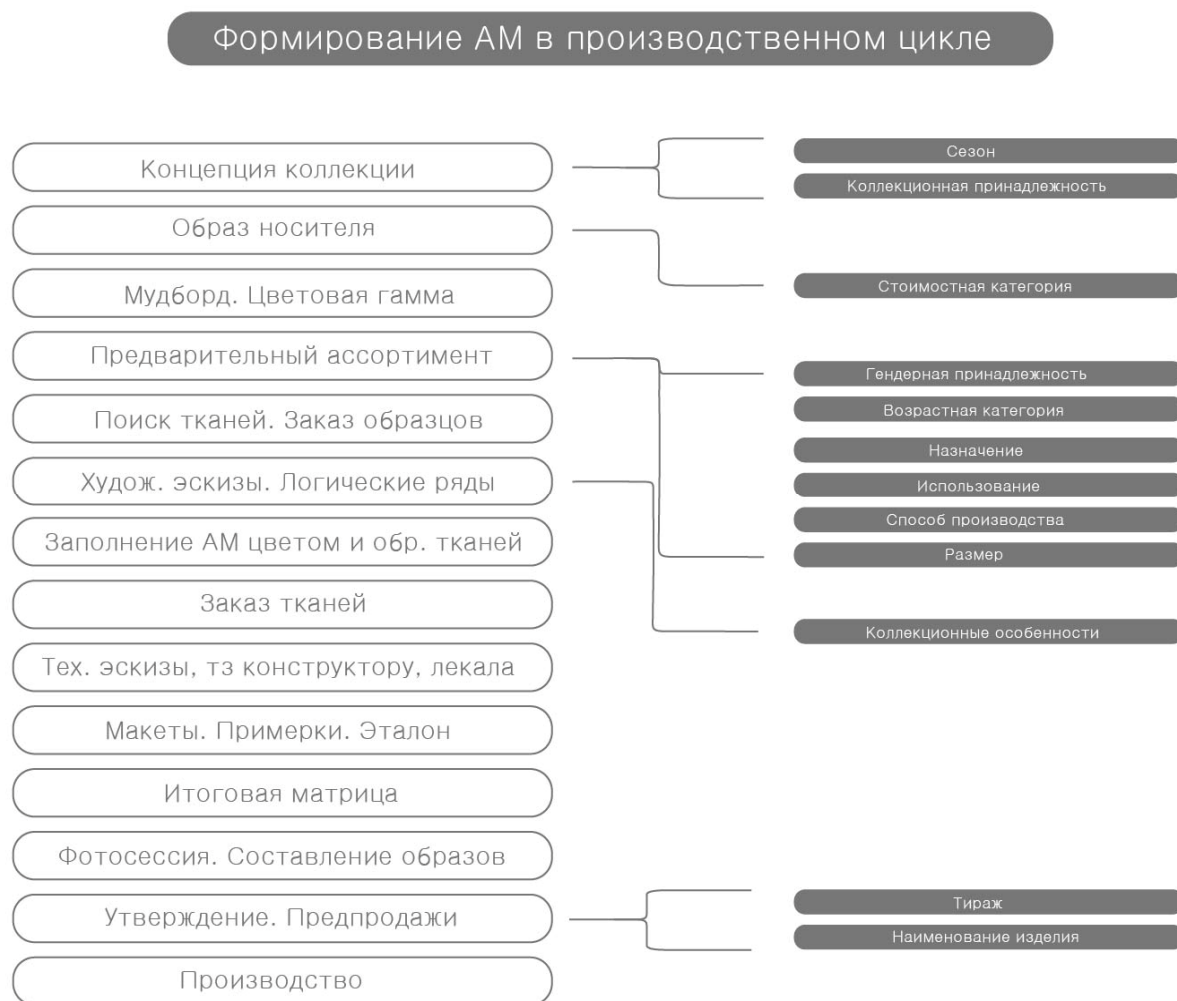 Формирование АМ в производственном цикле
Концепция коллекции
Образ носителя
Мудборд. Цветовая гамма
Предварительный ассортимент
Поиск тканей. Заказ образцов
Худож. эскизы. Логические ряды
Заполнение АМ цветом и обр. тканей
Заказ тканей
Тех. эскизы, тз конструктору, лекала
Макеты. Примерки. Эталон
Итоговая матрица
Фотосессия. Составление образов
Утверждение. Предпродажи
Производство
Сезон
Коллекционная принадлежность
Стоимостная категория
Гендерная принадлежность
Возрастная категория
Назначение
Использование
Способ производства
Размер
Коллекционные особенности
Тираж
Наименование изделия